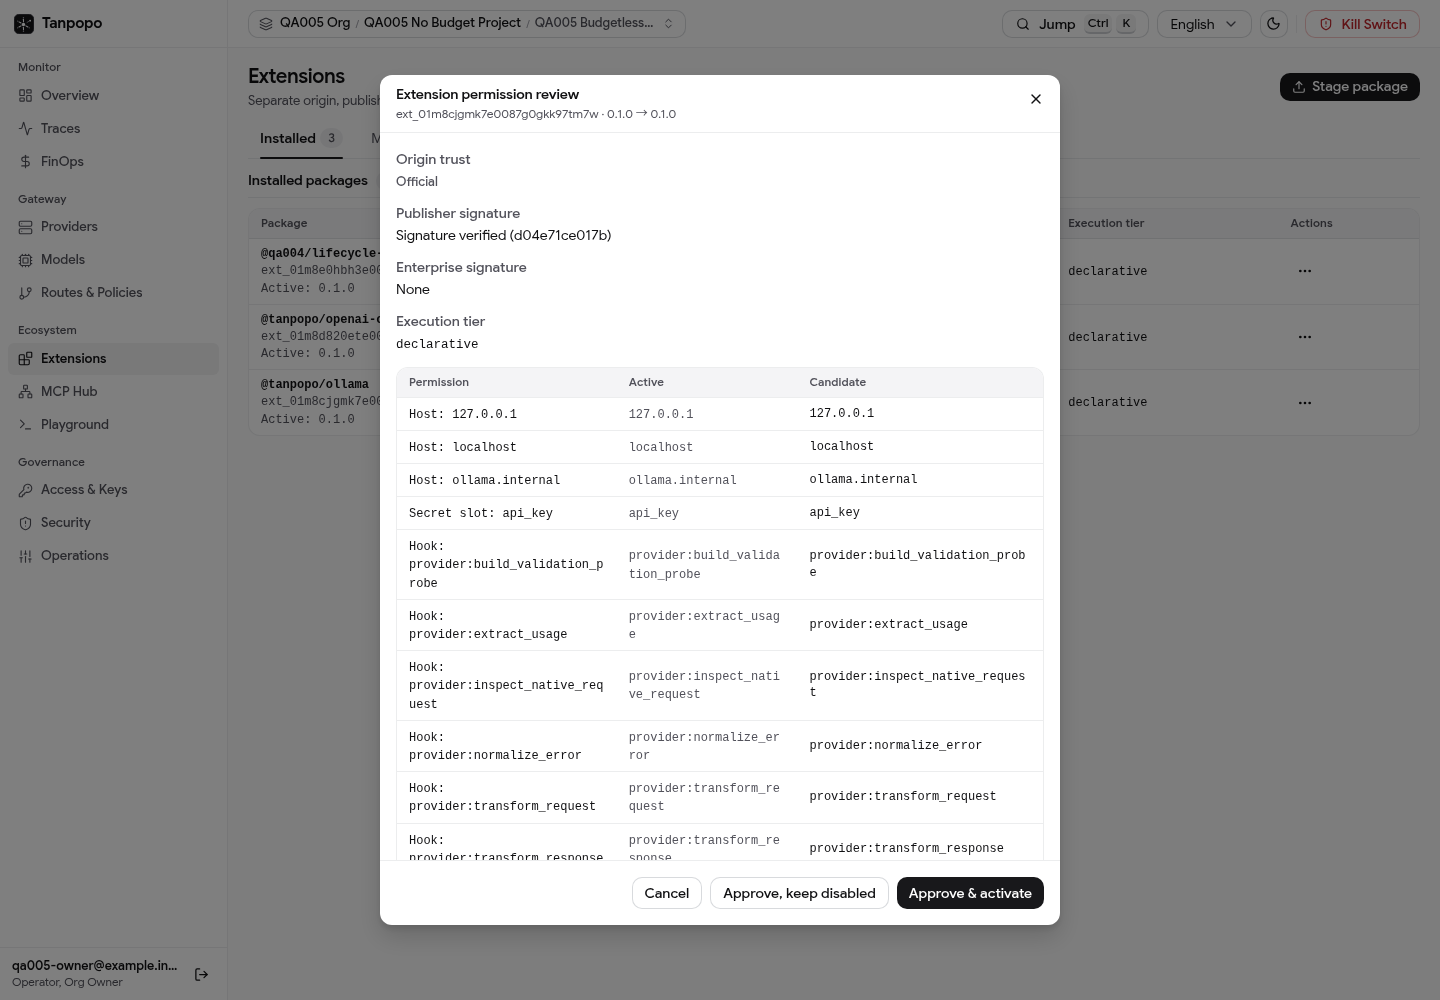 Tanpopo
QA005 Org / QA005 No Budget Project / QA005 Budgetless...
Jump Ctrl K
English
Kill Switch
Monitor
Overview
Traces
FinOps
Gateway
Providers
Models
Routes & Policies
Ecosystem
Extensions
MCP Hub
Playground
Governance
Access & Keys
Security
Operations
qa005-owner@example.in...
Operator, Org Owner
Extensions
Separate origin, publish
Stage package
Installed 3
M
Installed packages
Package
Execution tier
Actions
@qa004/lifecycle-
ext_01m8e0hbh3e00
Active: 0.1.0
declarative
@tanpopo/openai-c
ext_01m8d820ete00
Active: 0.1.0
declarative
@tanpopo/ollama
ext_01m8cjgmk7e00
Active: 0.1.0
declarative
Extension permission review
ext_01m8cjgmk7e0087g0gkk97tm7w · 0.1.0 → 0.1.0
Origin trust
Official
Publisher signature
Signature verified (d04e71ce017b)
Enterprise signature
None
Execution tier
declarative
Permission Active Candidate
Host: 127.0.0.1 127.0.0.1 127.0.0.1
Host: localhost localhost localhost
Host: ollama.internal ollama.internal ollama.internal
Secret slot: api_key api_key api_key
Hook:
provider:build_validation_p
robe
provider:build_valida
tion_probe
provider:build_validation_prob
e
Hook:
provider:extract_usage
provider:extract_usag
e
provider:extract_usage
Hook:
provider:inspect_native_req
uest
provider:inspect_nati
ve_request
provider:inspect_native_reques
t
Hook:
provider:normalize_error
provider:normalize_er
ror
provider:normalize_error
Hook:
provider:transform_request
provider:transform_re
quest
provider:transform_request
Hook:
provider:transform_response
provider:transform_re
sponse
provider:transform_response
Cancel
Approve, keep disabled
Approve & activate